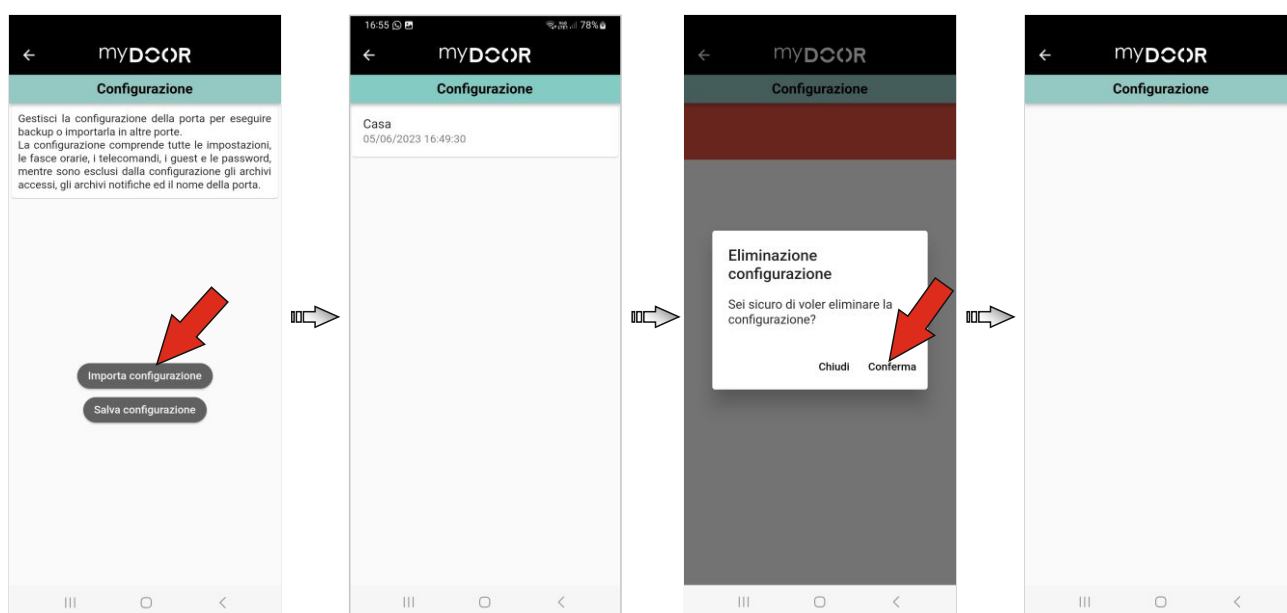 myDOOR
Configurazione
Gestisci la configurazione della porta per eseguire
backup o importarla in altre porte.
La configurazione comprende tutte le impostazioni,
le fasce orarie, i telecomandi, i guest e le password,
mentre sono esclusi dalla configurazione gli archivi
accessi, gli archivi notifiche ed il nome della porta.
Importa configurazione
Salva configurazione
16:55
78%
myDOOR
Configurazione
Casa
05/06/2023 16:49:30
myDOOR
Configurazione
Eliminazione
configurazione
Sei sicuro di voler eliminare la
configurazione?
Chiudi Conferma
myDOOR
Configurazione